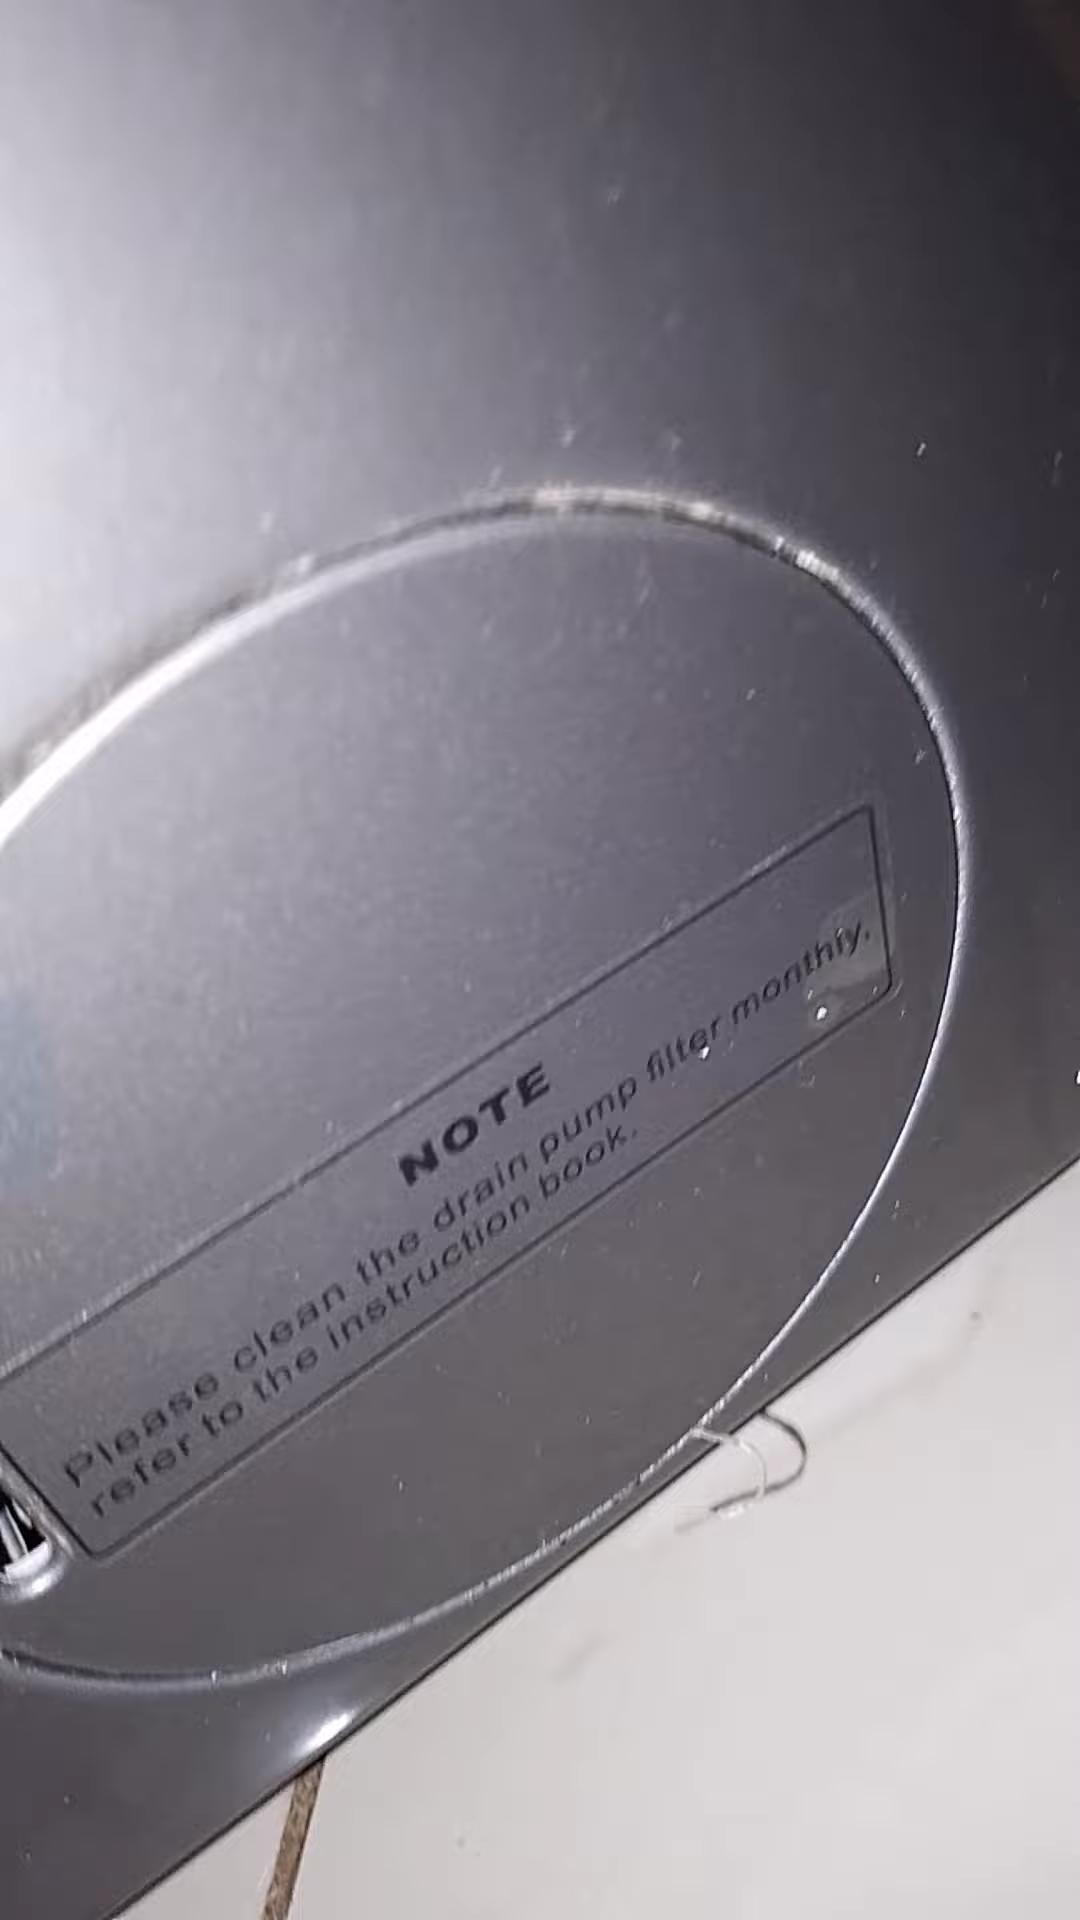 NOTE
Please clean the drain pump filter monthly.
refer to the instruction book.